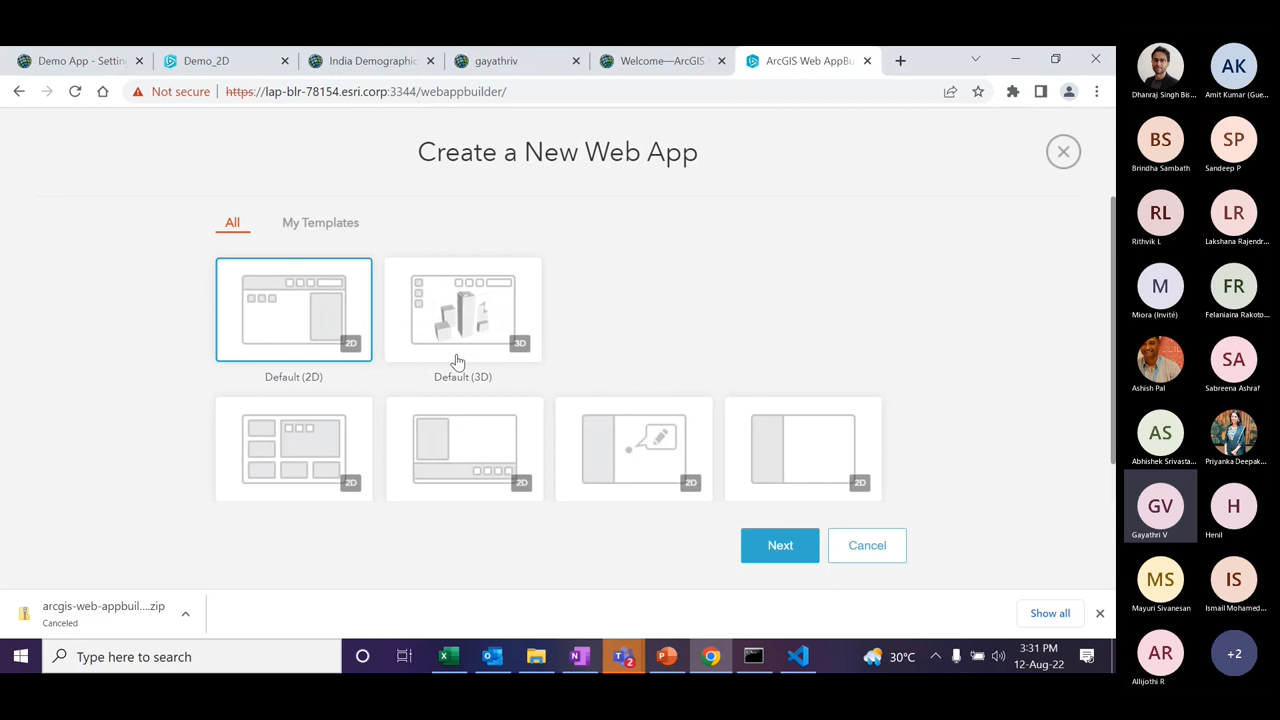 Demo App - Settin
Demo_2D
India Demographic
gayathriv
Welcome—ArcGIS
ArcGIS Web AppBu
Not secure
https://lap-blr-78154.esri.corp:3344/webappbuilder/
Create a New Web App
All
My Templates
2D
3D
Default (2D)
Default (3D)
2D
2D
2D
2D
Next
Cancel
arcgis-web-appbuil....zip
Canceled
Show all
Type here to search
2
30°C
3:31 PM
12-Aug-22
Dhanraj Singh Bis...
AK
Amit Kumar (Gue...
BS
Brindha Sambath
SP
Sandeep P
RL
Rithvik L
LR
Lakshana Rajendr...
M
Miora (Invité)
FR
Felaniaina Rakoto...
Ashish Pal
SA
Sabreena Ashraf
AS
Abhishek Srivasta...
Priyanka Deepak...
GV
Gayathri V
H
Henil
MS
Mayuri Sivanesan
IS
Ismail Mohamed...
AR
Allijothi R
+2